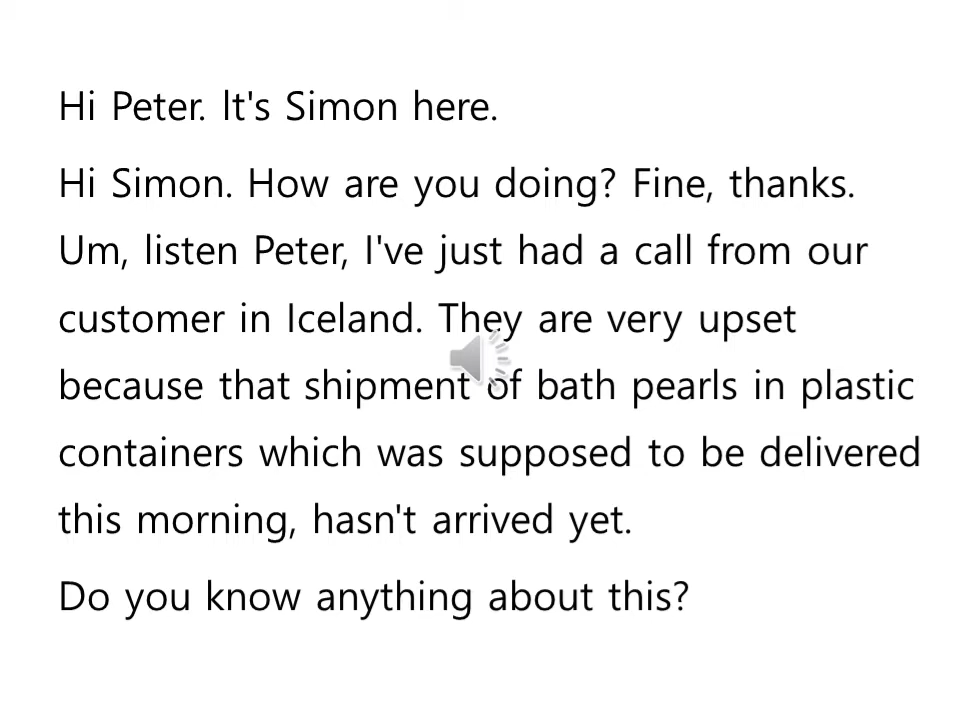 Hi Peter. It's Simon here.
Hi Simon. How are you doing? Fine, thanks.
Um, listen Peter, I've just had a call from our
customer in Iceland. They are very upset
because that shipment of bath pearls in plastic
containers which was supposed to be delivered
this morning, hasn't arrived yet.
Do you know anything about this?